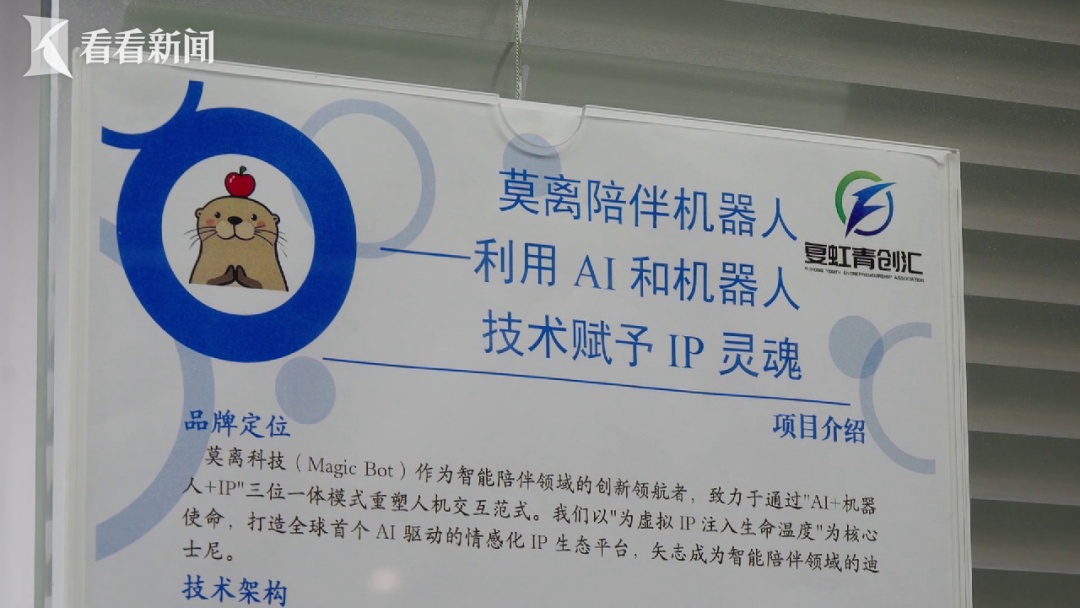 看看新闻
莫离陪伴机器人
——利用 AI 和机器人
技术赋予 IP 灵魂
夏虹青创汇
项目介绍
品牌定位
莫离科技（Magic Bot）作为智能陪伴领域的创新领航者，致力于通过"AI+机器
人+IP"三位一体模式重塑人机交互范式。我们以"为虚拟 IP 注入生命温度"为核心
使命，打造全球首个 AI 驱动的情感化 IP 生态平台，矢志成为智能陪伴领域的迪
士尼。
技术架构